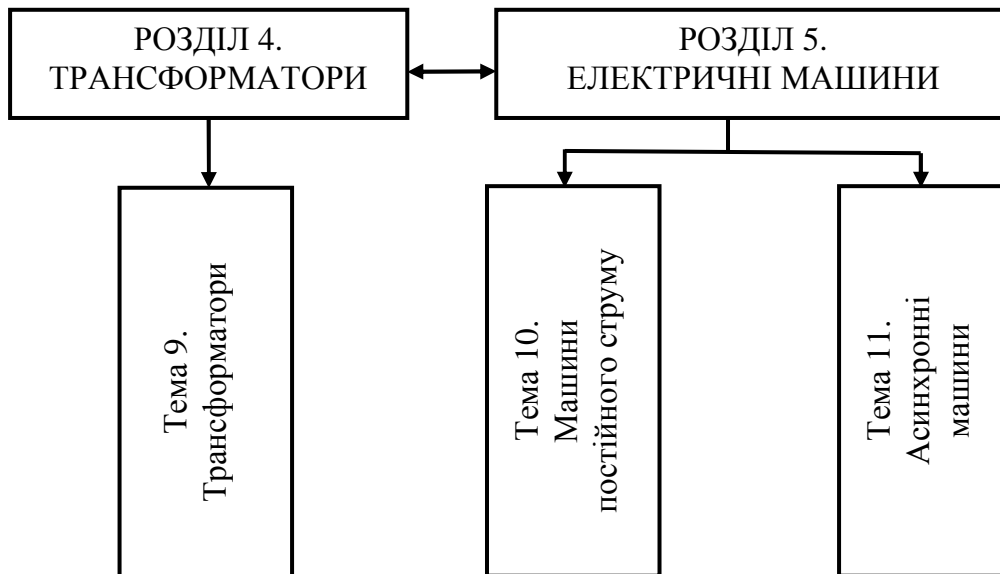 РОЗДІЛ 4.
ТРАНСФОРМАТОРИ
РОЗДІЛ 5.
ЕЛЕКТРИЧНІ МАШИНИ
Тема 9.
Трансформатори
Тема 10.
Машини
постійного струму
Тема 11.
Асинхронні
машини